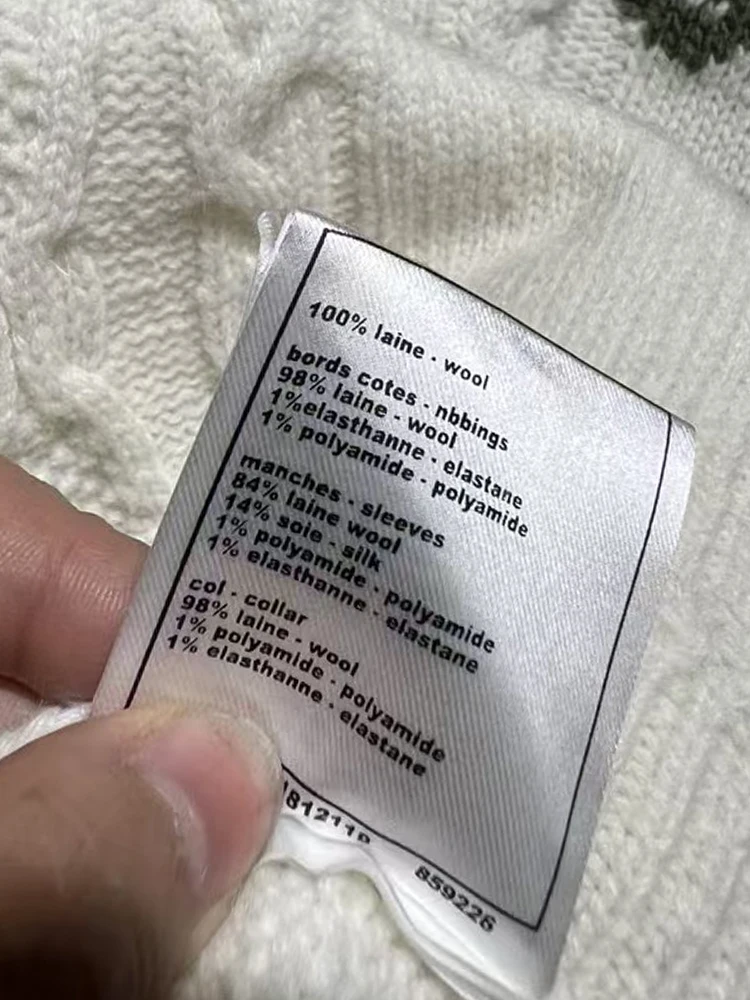 100% laine - wool
bords cotes - nbbings
98% laine - wool
1%elasthanne - elastane
1% polyamide - polyamide
manches - sleeves
84% laine wool
14% soie - silk
1% polyamide - polyamide
1% elasthanne - elastane
col - collar
98% laine - wool
1% polyamide - polyamide
1% elasthanne - elastane
859226